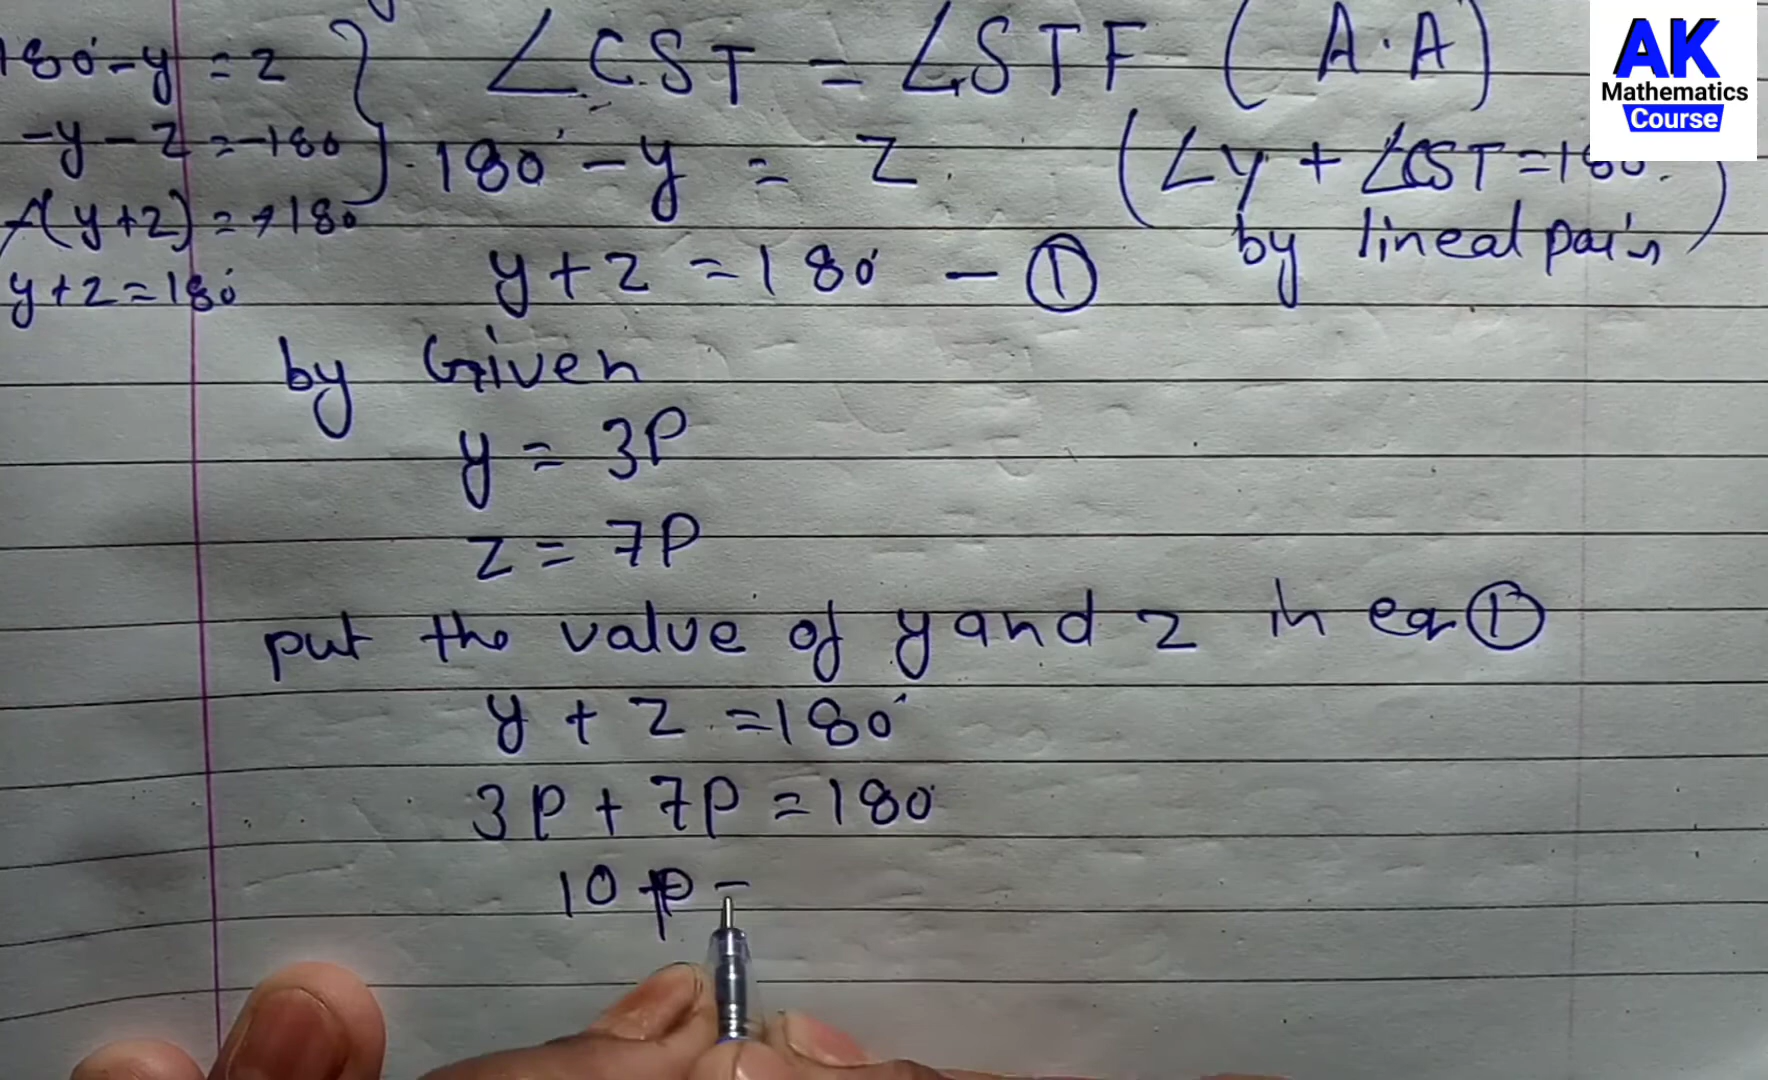 ∠CST = ∠STF (A.A)
180° - y = z (∠y + ∠CST = 180°
by lineal pair)
180° - y = z
-y - z = -180
-(y + z) = -180
y + z = 180°
y + z = 180° - ①
by Given
y = 3P
z = 7P
put the value of y and z in eq ①
y + z = 180°
3P + 7P = 180°
10 P =
AK
Mathematics
Course